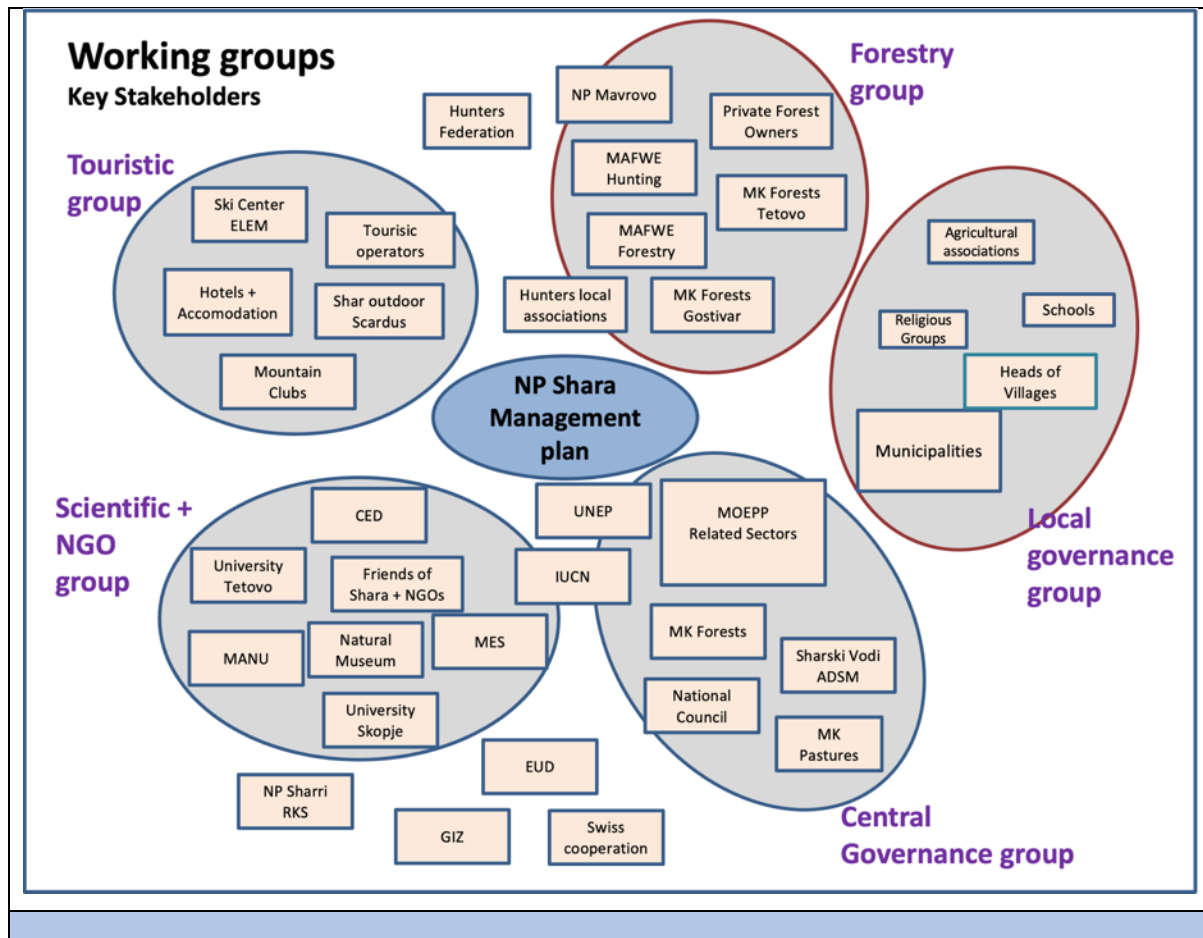 Working groups
Key Stakeholders
Forestry
group
NP Mavrovo
Hunters
Federation
Private Forest
Owners
MAFWE
Hunting
MK Forests
Tetovo
MAFWE
Forestry
Hunters local
associations
MK Forests
Gostivar
Touristic
group
Ski Center
ELEM
Tourisic
operators
Hotels +
Accomodation
Shar outdoor
Scardus
Mountain
Clubs
Agricultural
associations
Schools
Religious
Groups
Heads of
Villages
Municipalities
Local
governance
group
NP Shara
Management
plan
Scientific +
NGO
group
CED
University
Tetovo
Friends of
Shara + NGOs
MANU
Natural
Museum
MES
University
Skopje
UNEP
IUCN
MOEPP
Related Sectors
MK Forests
Sharski Vodi
ADSM
National
Council
MK
Pastures
Central
Governance group
EUD
NP Sharri
RKS
GIZ
Swiss
cooperation